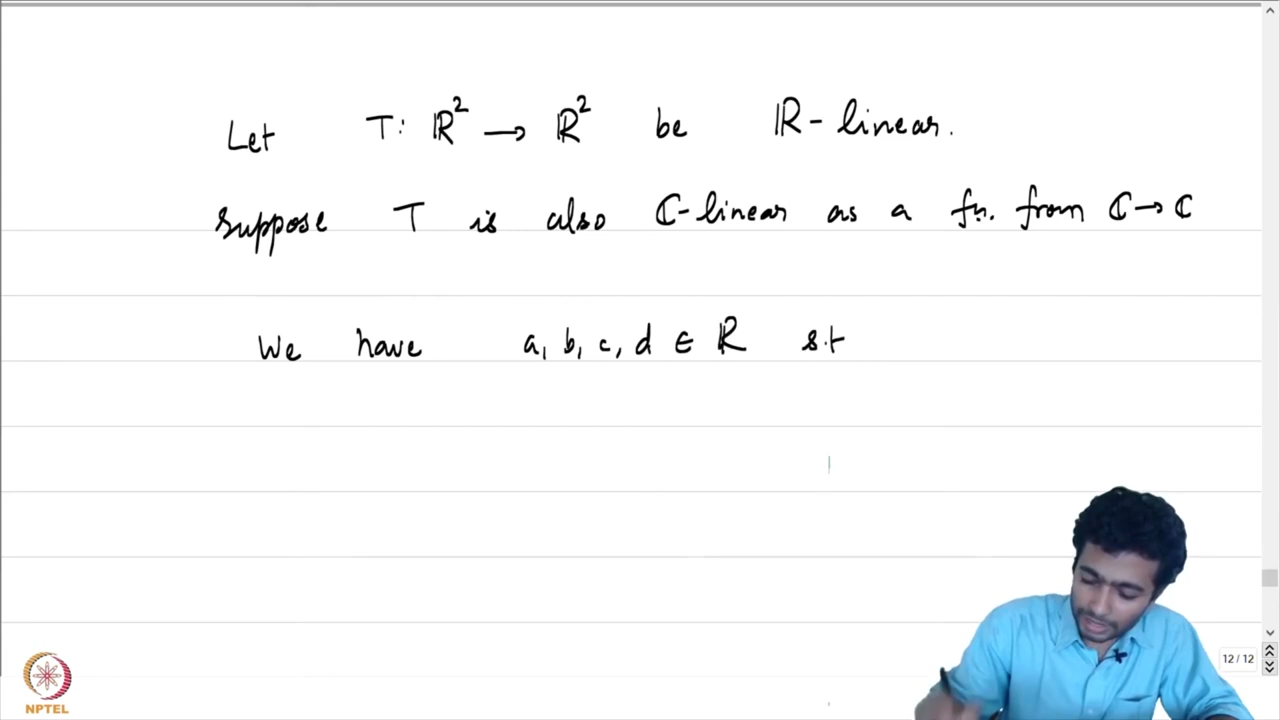 Let T: ℝ² → ℝ² be ℝ-linear.
Suppose T is also ℂ-linear as a fn. from ℂ→ℂ
We have a, b, c, d ∈ ℝ s.t
12 / 12
NPTEL